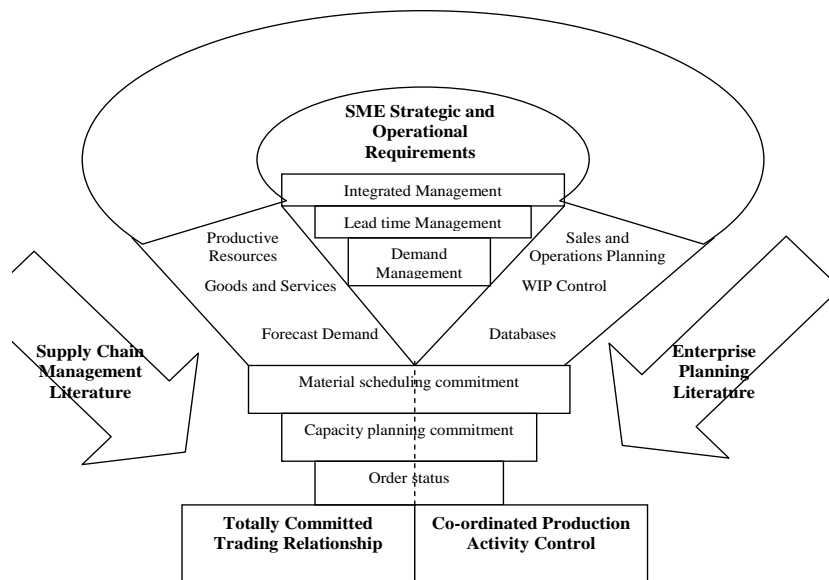 SME Strategic and
Operational
Requirements
Integrated Management
Lead time Management
Demand
Management
Productive
Resources
Goods and Services
Forecast Demand
Sales and
Operations Planning
WIP Control
Databases
Supply Chain
Management
Literature
Enterprise
Planning
Literature
Material scheduling commitment
Capacity planning commitment
Order status
Totally Committed
Trading Relationship
Co-ordinated Production
Activity Control